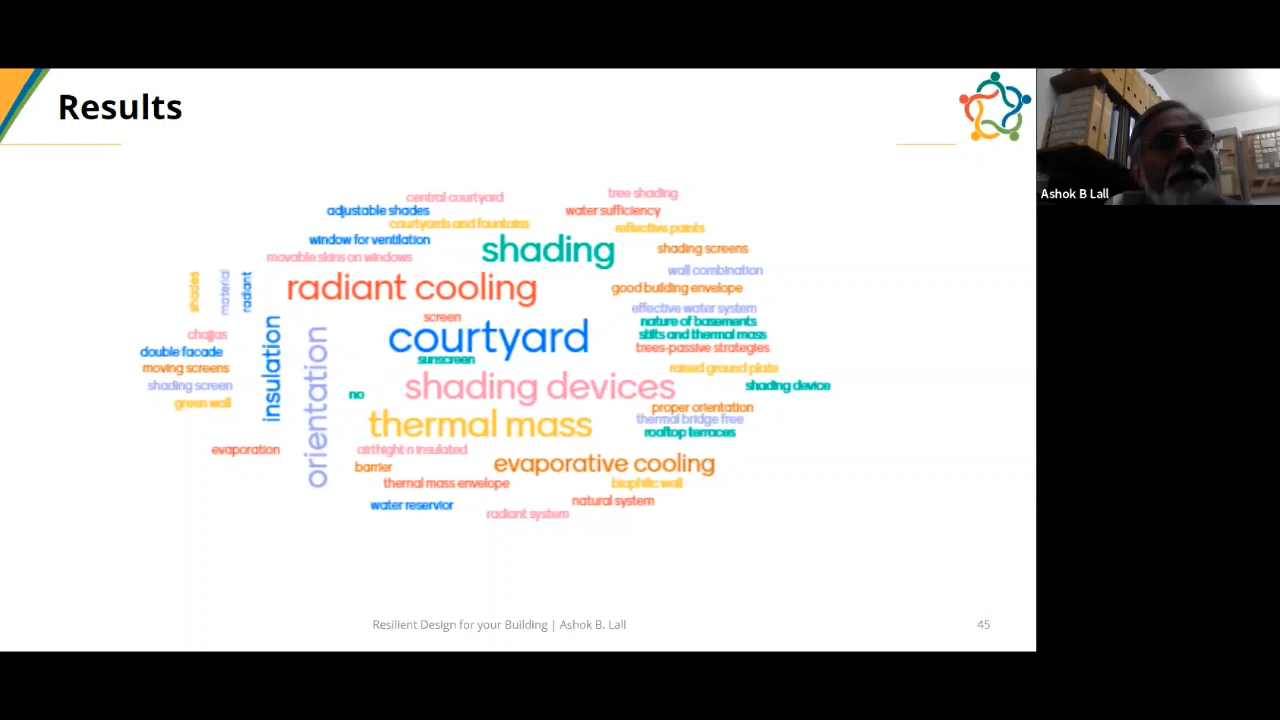 Results
central courtyard
tree shading
adjustable shades
water sufficiency
courtyards and fountains
reflective paints
window for ventilation
shading
shading screens
movable skins on windows
wall combination
shades
material
radiant
radiant cooling
good building envelope
effective water system
screen
nature of basements
chajjas
courtyard
stilts and thermal mass
double facade
insulation
orientation
sunscreen
trees-passive strategies
moving screens
raised ground plate
shading screen
no
shading devices
shading device
green wall
proper orientation
thermal mass
thermal bridge free
rooftop terraces
evaporation
airthight n insulated
barrier
evaporative cooling
thernal mass envelope
biophilic wall
water reservior
natural system
radiant system
Resilient Design for your Building | Ashok B. Lall
45
Ashok B Lall